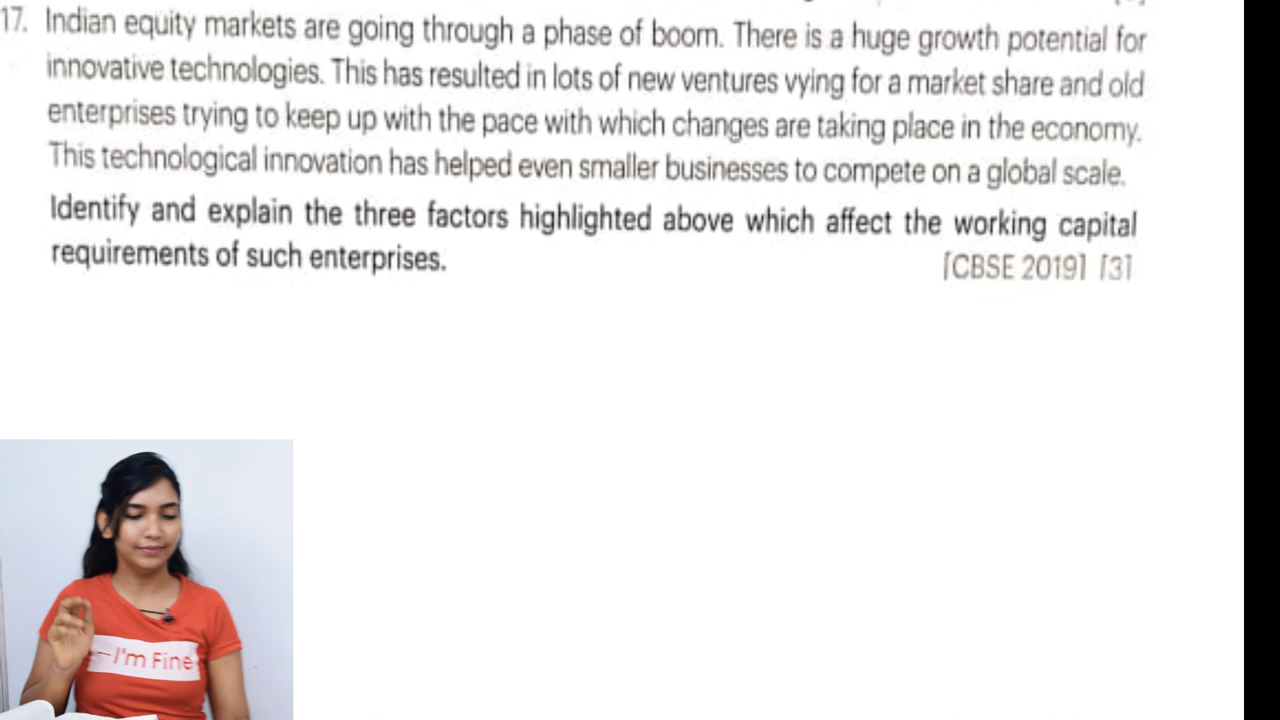 17. Indian equity markets are going through a phase of boom. There is a huge growth potential for
innovative technologies. This has resulted in lots of new ventures vying for a market share and old
enterprises trying to keep up with the pace with which changes are taking place in the economy.
This technological innovation has helped even smaller businesses to compete on a global scale.
Identify and explain the three factors highlighted above which affect the working capital
requirements of such enterprises.
[CBSE 2019] [3]
I'm Fine